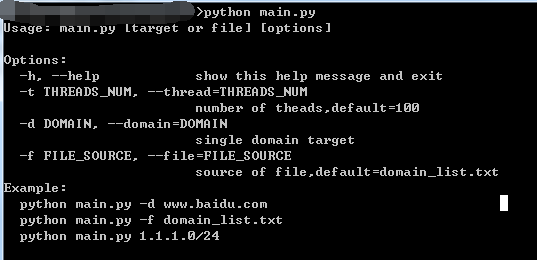 >python main.py
Usage: main.py [target or file] [options]
Options:
-h, --help show this help message and exit
-t THREADS_NUM, --thread=THREADS_NUM
number of theads,default=100
-d DOMAIN, --domain=DOMAIN
single domain target
-f FILE_SOURCE, --file=FILE_SOURCE
source of file,default=domain_list.txt
Example:
python main.py -d www.baidu.com
python main.py -f domain_list.txt
python main.py 1.1.1.0/24